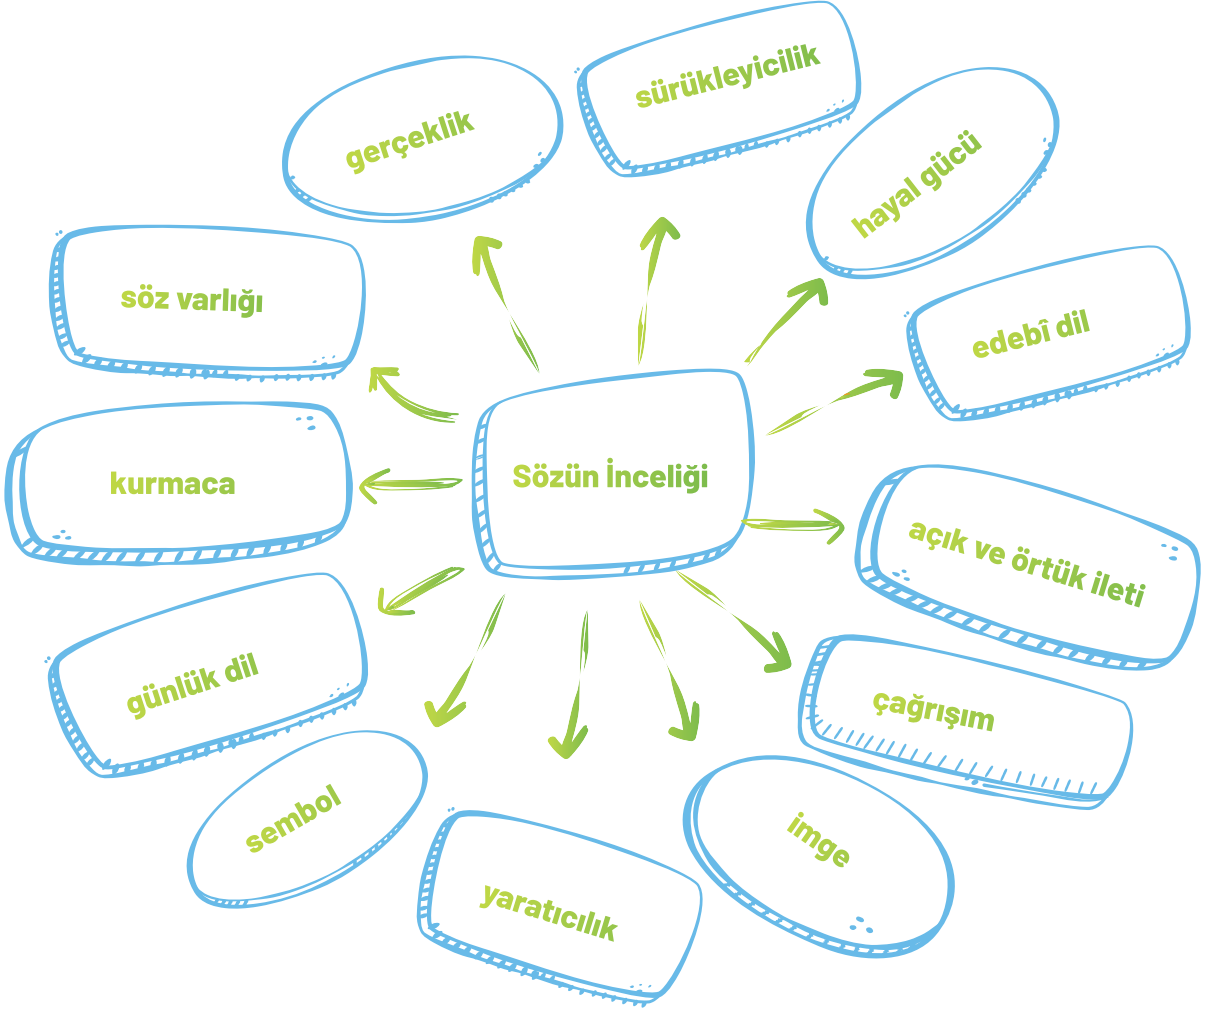 sürükleyicilik
gerçeklik
hayal gücü
söz varlığı
edebî dil
kurmaca
Sözün İnceliği
açık ve örtük ileti
günlük dil
çağrışım
sembol
imge
yaratıcılık